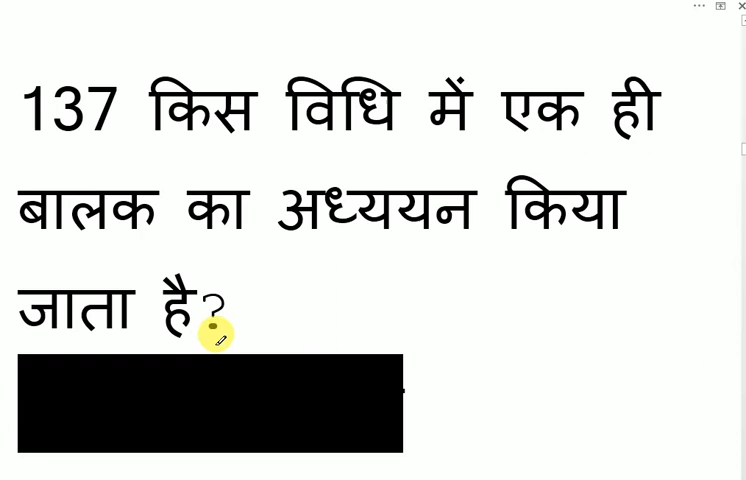 137 किस विधि में एक ही
बालक का अध्ययन किया
जाता है?